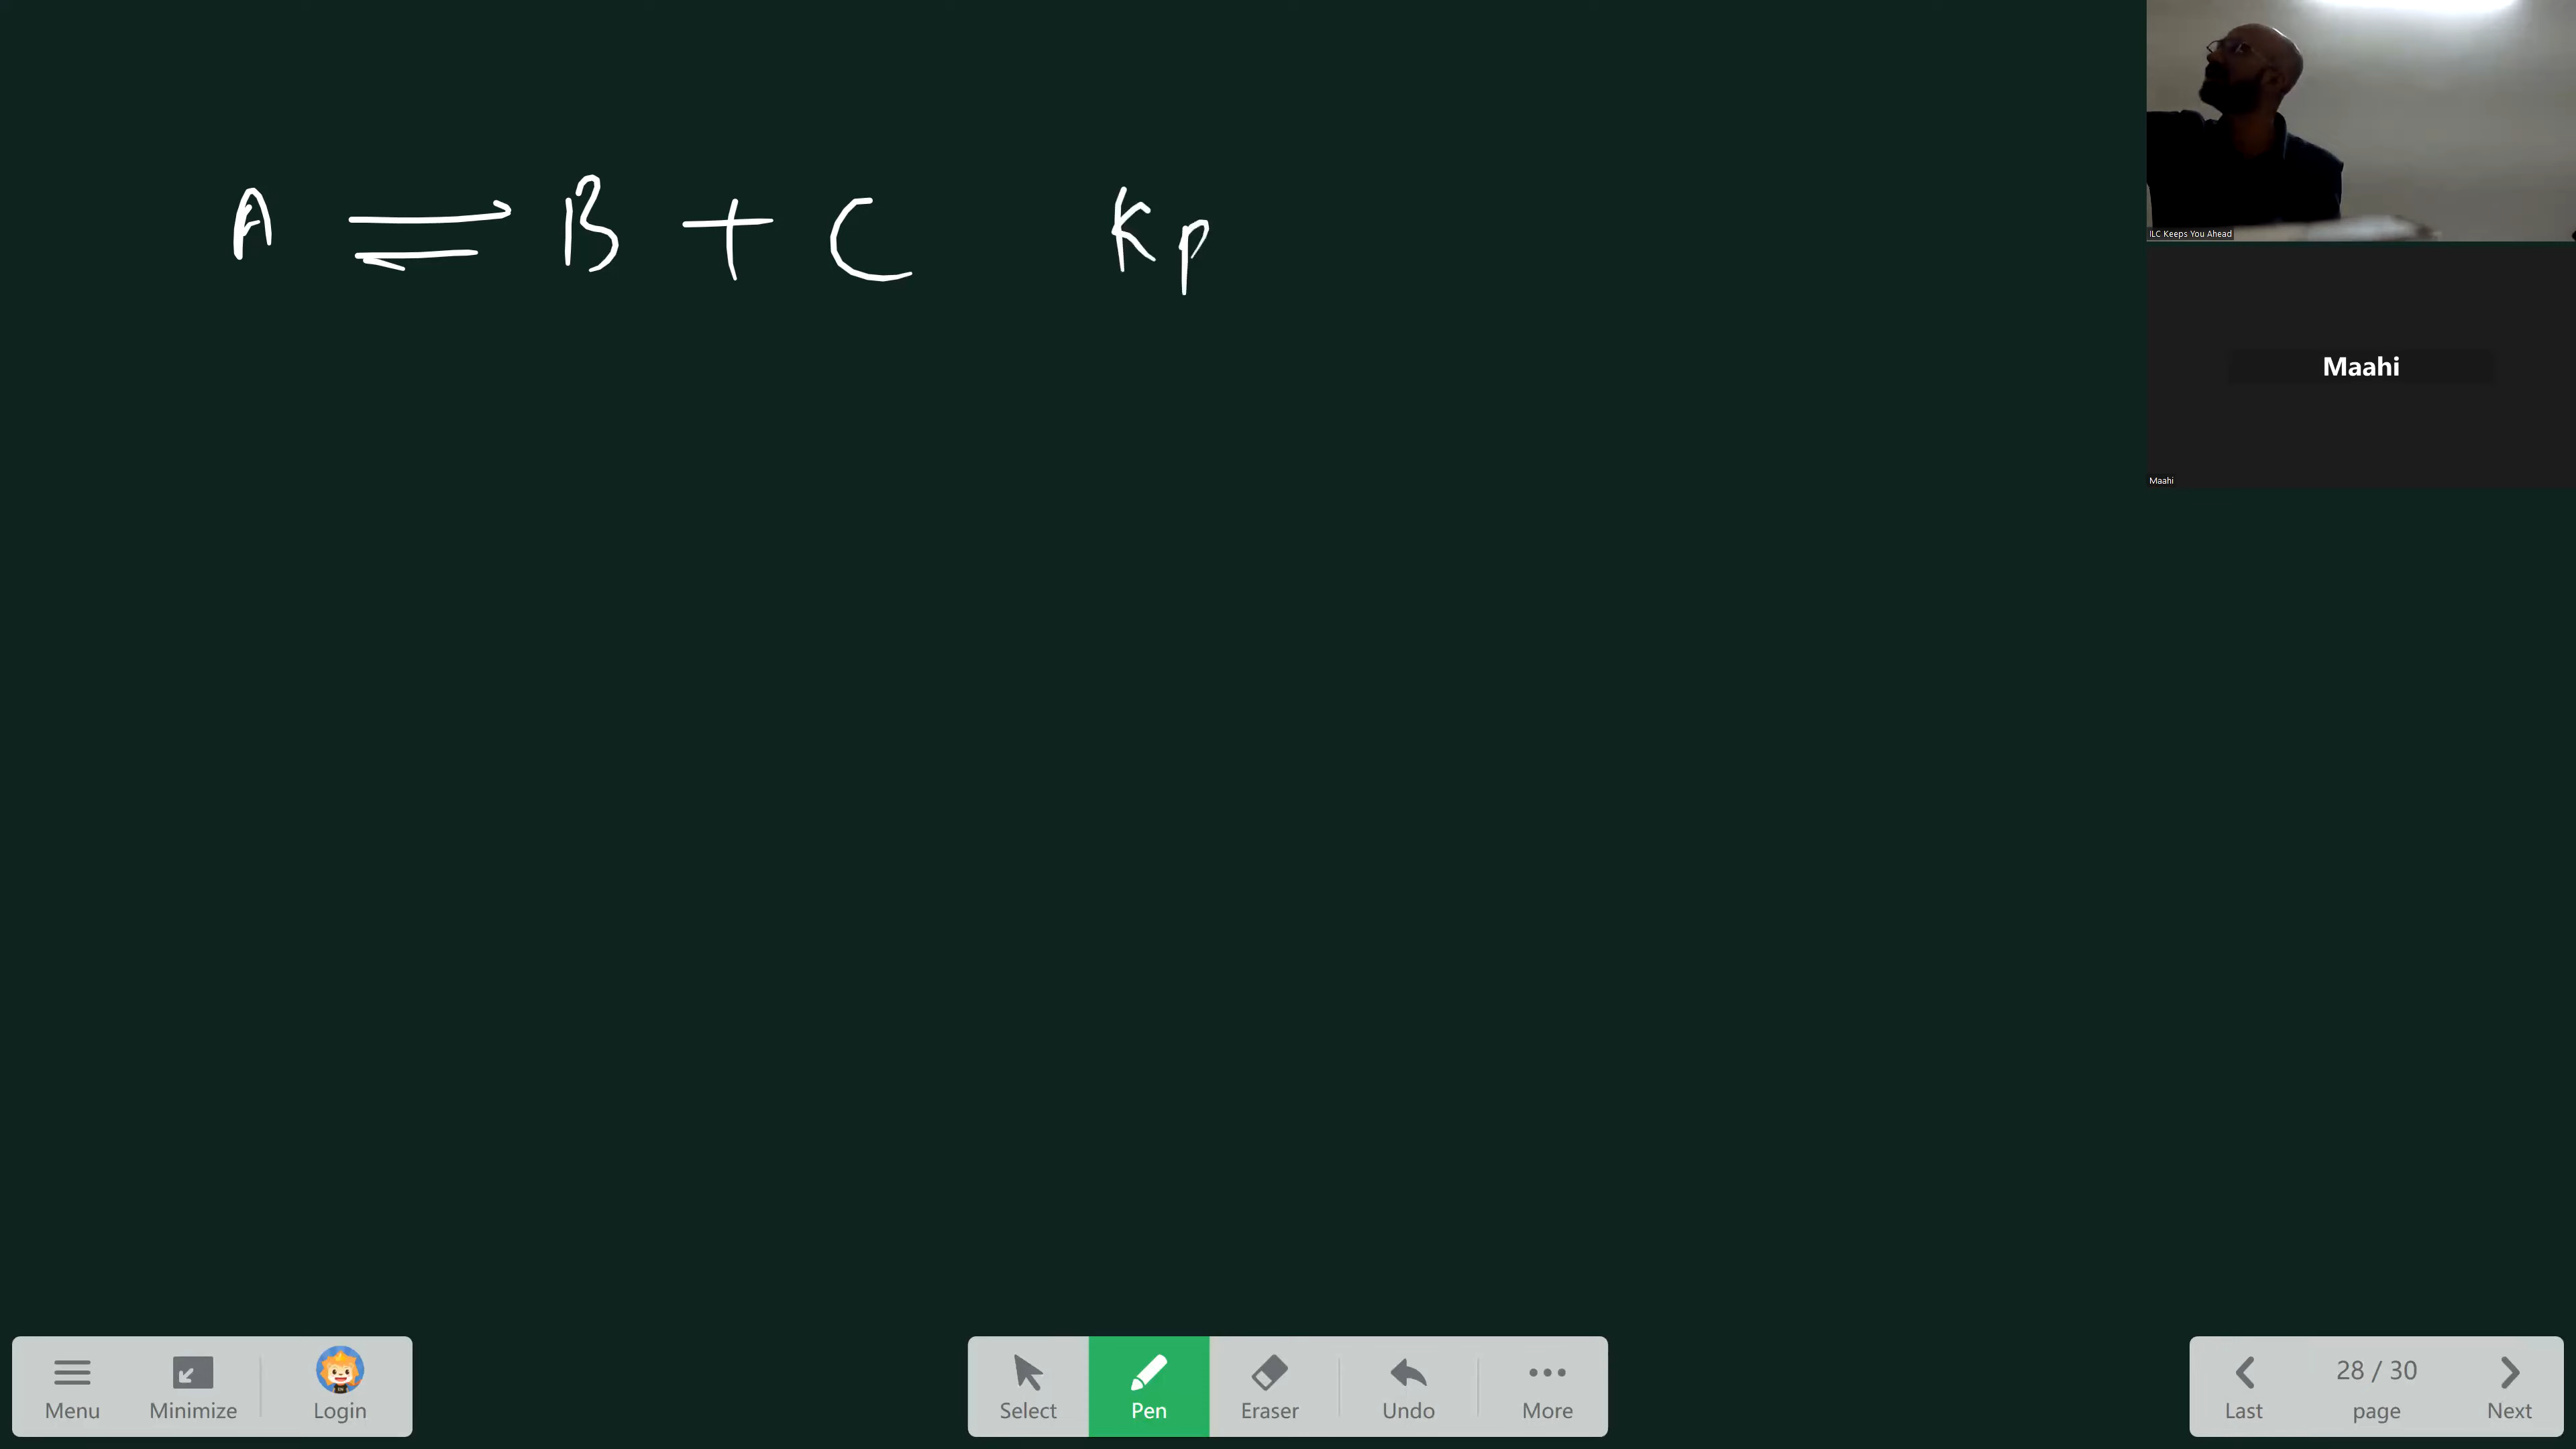 A ⇌ B + C Kp
ILC Keeps You Ahead
Maahi
Maahi
Menu Minimize Login
Select Pen Eraser Undo More
28 / 30
Last page Next